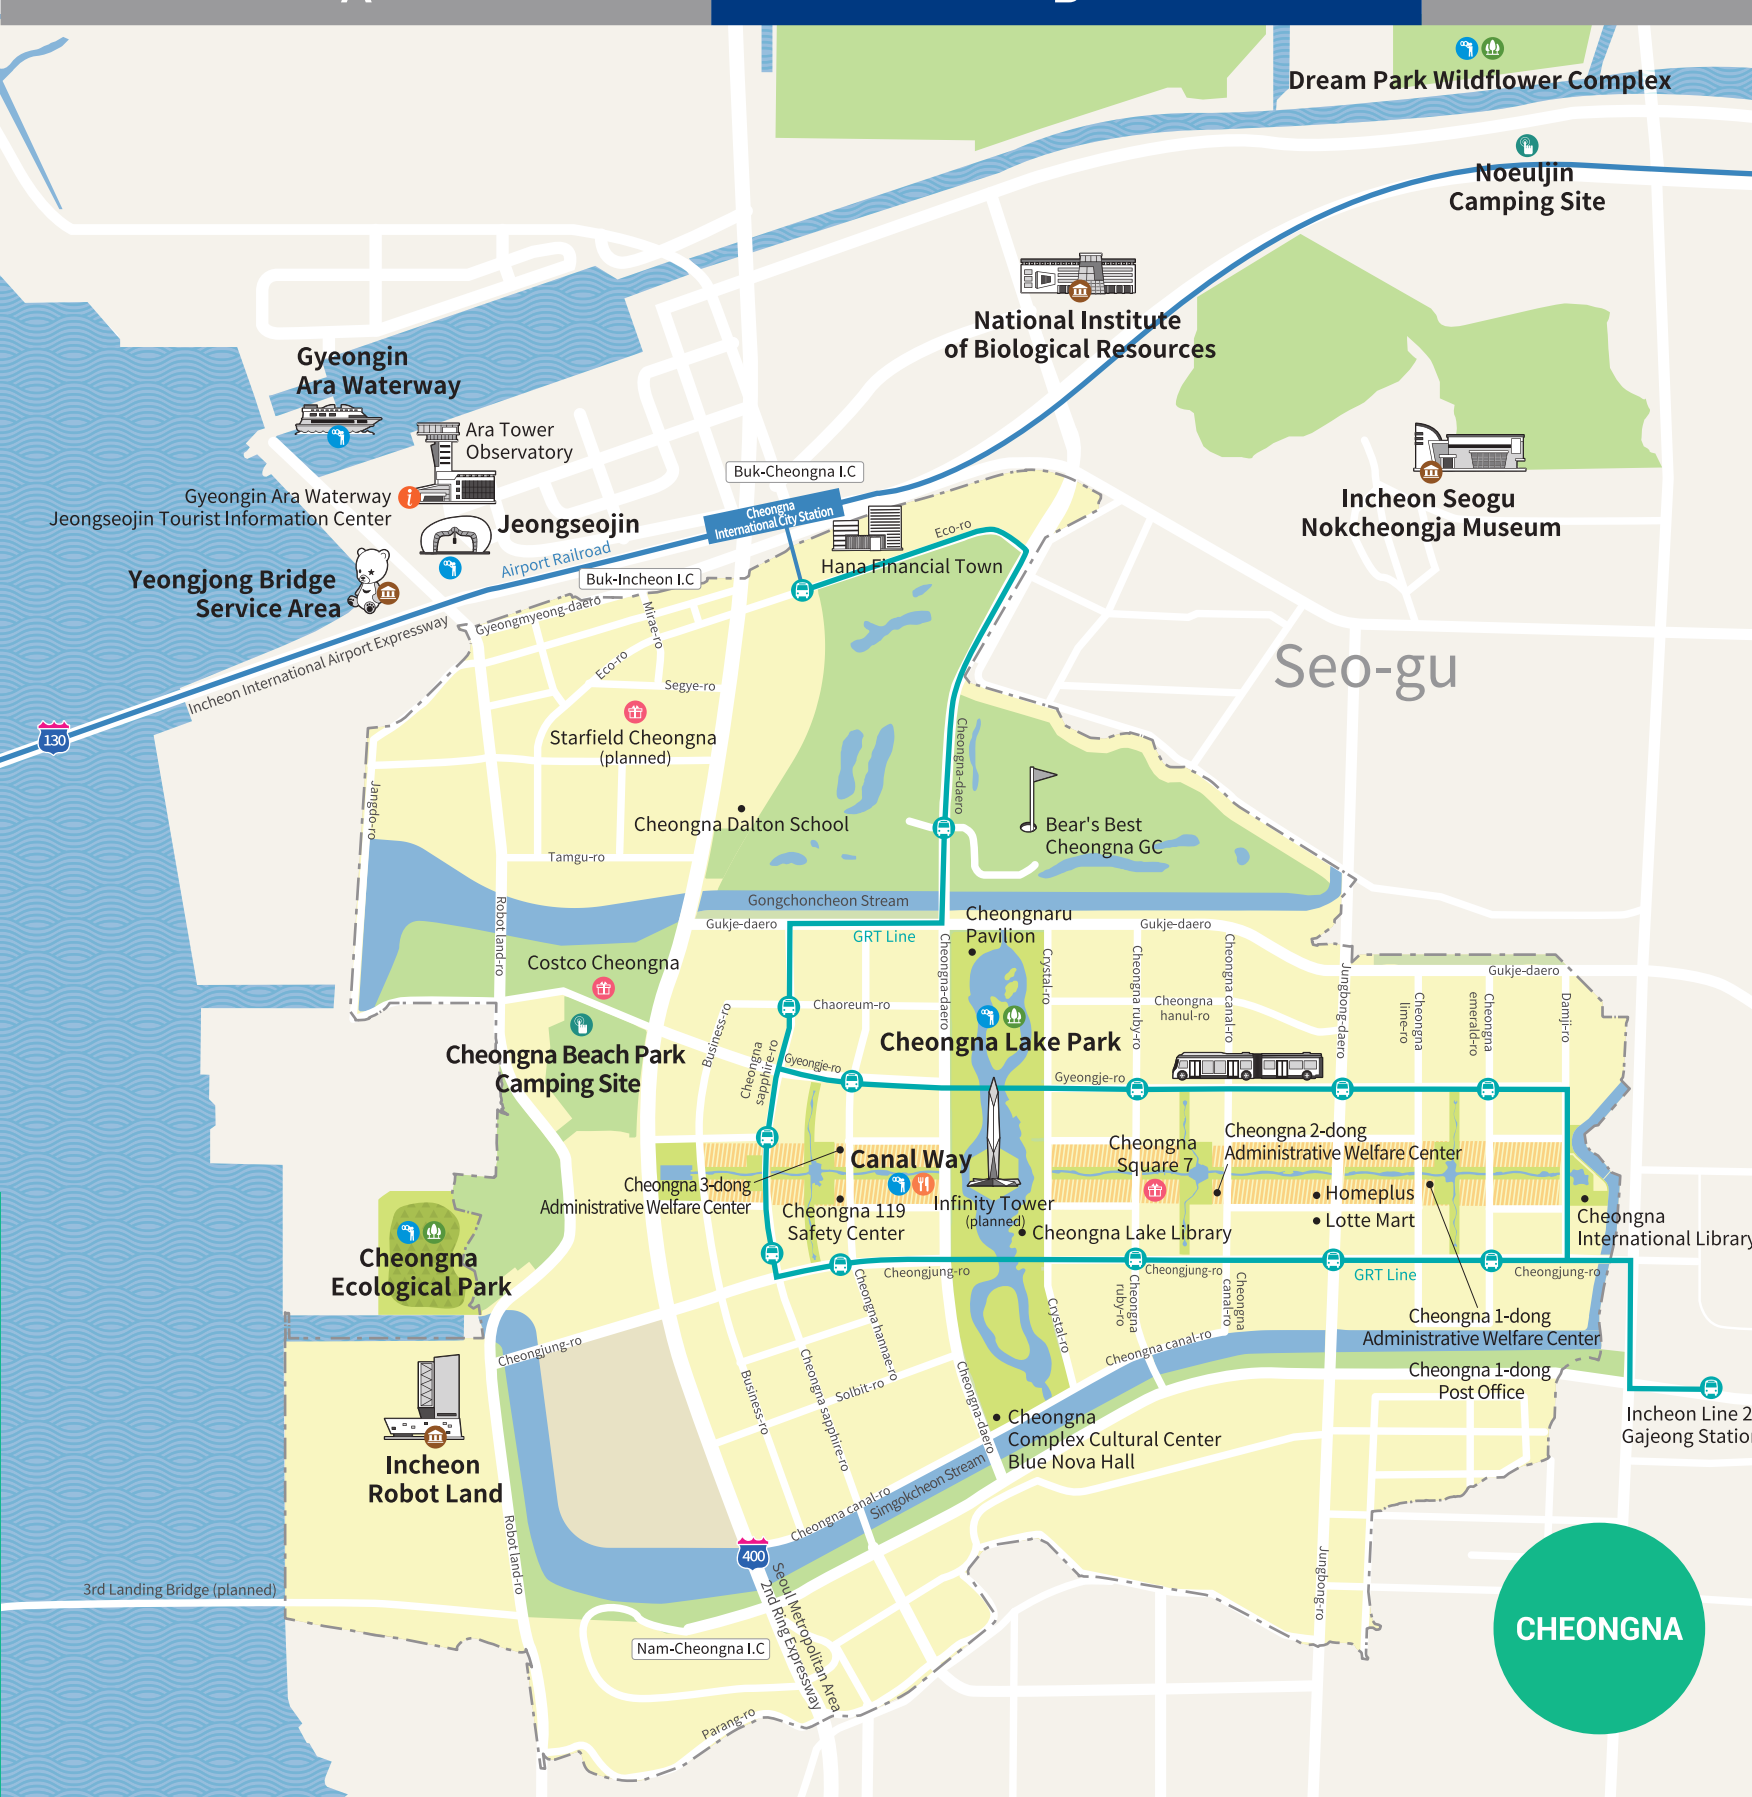 Dream Park Wildflower Complex
Noeuljin
Camping Site
National Institute
of Biological Resources
Gyeongin
Ara Waterway
Ara Tower
Observatory
Gyeongin Ara Waterway
Jeongseojin Tourist Information Center
Jeongseojin
Buk-Cheongna I.C
Cheongna
International City Station
Airport Railroad
Buk-Incheon I.C
Hana Financial Town
Eco-ro
Incheon Seogu
Nokcheongja Museum
Yeongjong Bridge
Service Area
Incheon International Airport Expressway
130
Gyeongmyeong-daero
Mirae-ro
Eco-ro
Segye-ro
Seo-gu
Starfield Cheongna
(planned)
Jangdo-ro
Cheongna-daero
Cheongna Dalton School
Bear's Best
Cheongna GC
Tamgu-ro
Robot land-ro
Gongchoncheon Stream
Gukje-daero
GRT Line
Cheongnaru
Pavilion
Gukje-daero
Gukje-daero
Costco Cheongna
Chaoreum-ro
Business-ro
Cheongna
sapphire-ro
Gyeongje-ro
Cheongna-daero
Crystal-ro
Cheongna ruby-ro
Cheongna
hanul-ro
Cheongna canal-ro
Jungbong-daero
Cheongna
lime-ro
Cheongna
emerald-ro
Damji-ro
Cheongna Lake Park
Cheongna Beach Park
Camping Site
Gyeongje-ro
Cheongna
Square 7
Cheongna 2-dong
Administrative Welfare Center
Canal Way
Cheongna 3-dong
Administrative Welfare Center
Cheongna 119
Safety Center
Infinity Tower
(planned)
Homeplus
Lotte Mart
Cheongna Lake Library
Cheongna
International Library
Cheongna
Ecological Park
Cheongjung-ro
Cheongjung-ro
GRT Line
Cheongjung-ro
Cheongna hannae-ro
Crystal-ro
Cheongna
ruby-ro
Cheongna
canal-ro
Cheongna 1-dong
Administrative Welfare Center
Cheongjung-ro
Cheongna canal-ro
Cheongna 1-dong
Post Office
Business-ro
Cheongna sapphire-ro
Solbit-ro
Cheongna-daero
Incheon Line 2
Gajeong Statio
Cheongna
Complex Cultural Center
Blue Nova Hall
Incheon
Robot Land
Cheongna canal-ro
Simgokcheon Stream
Robot land-ro
400
Seoul Metropolitan Area
2nd Ring Expressway
Jungbong-ro
3rd Landing Bridge (planned)
Nam-Cheongna I.C
Parang-ro
CHEONGNA